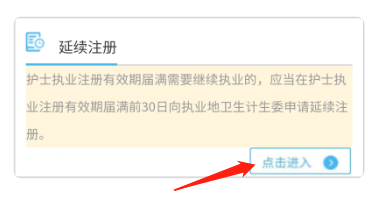 延续注册
护士执业注册有效期届满需要继续执业的，应当在护士执
业注册有效期届满前30日向执业地卫生计生委申请延续注
册。
点击进入